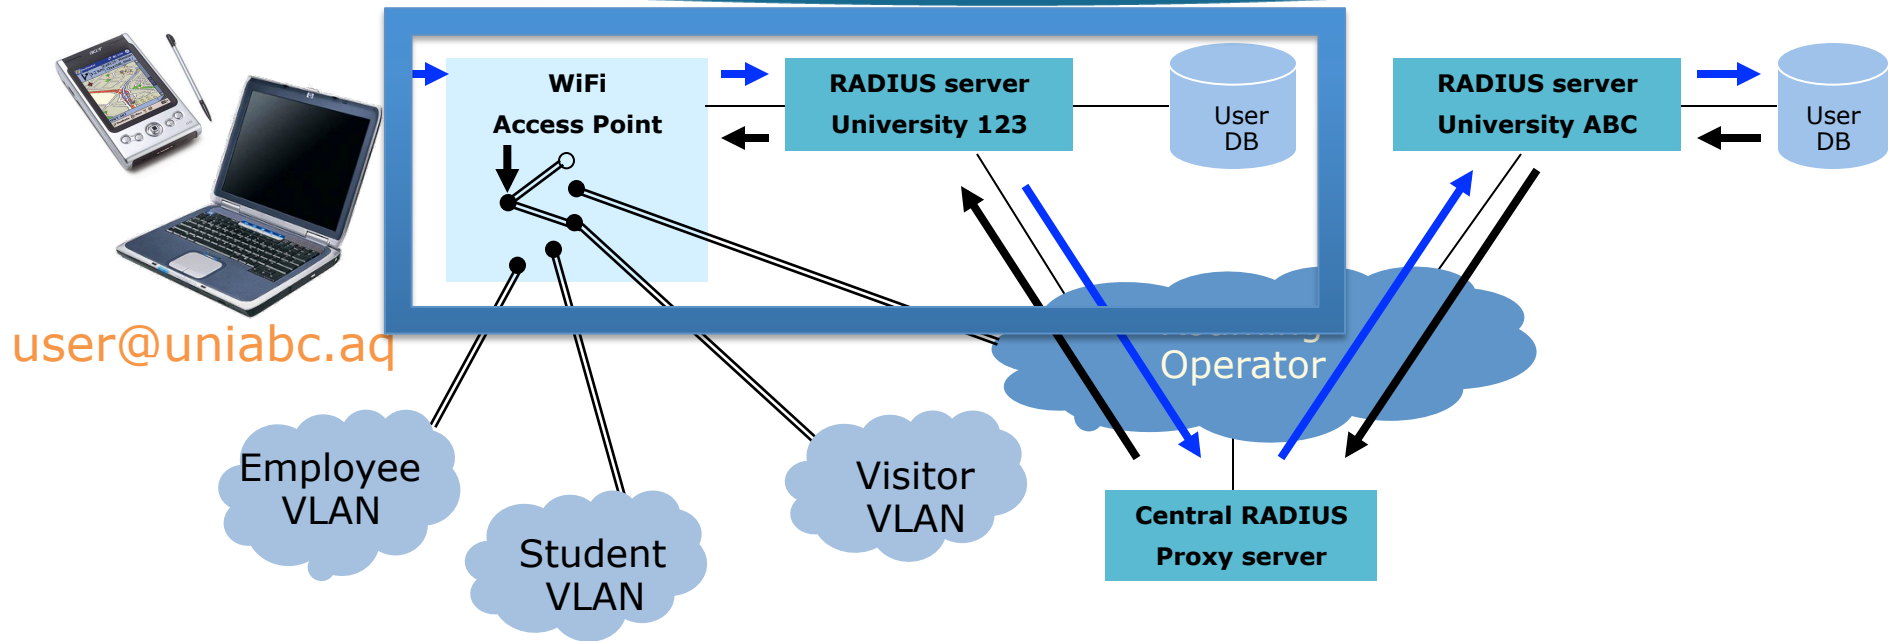 WiFi
Access Point
RADIUS server
University 123
User
DB
RADIUS server
University ABC
User
DB
user@uniabc.aq
Operator
Employee
VLAN
Student
VLAN
Visitor
VLAN
Central RADIUS
Proxy server